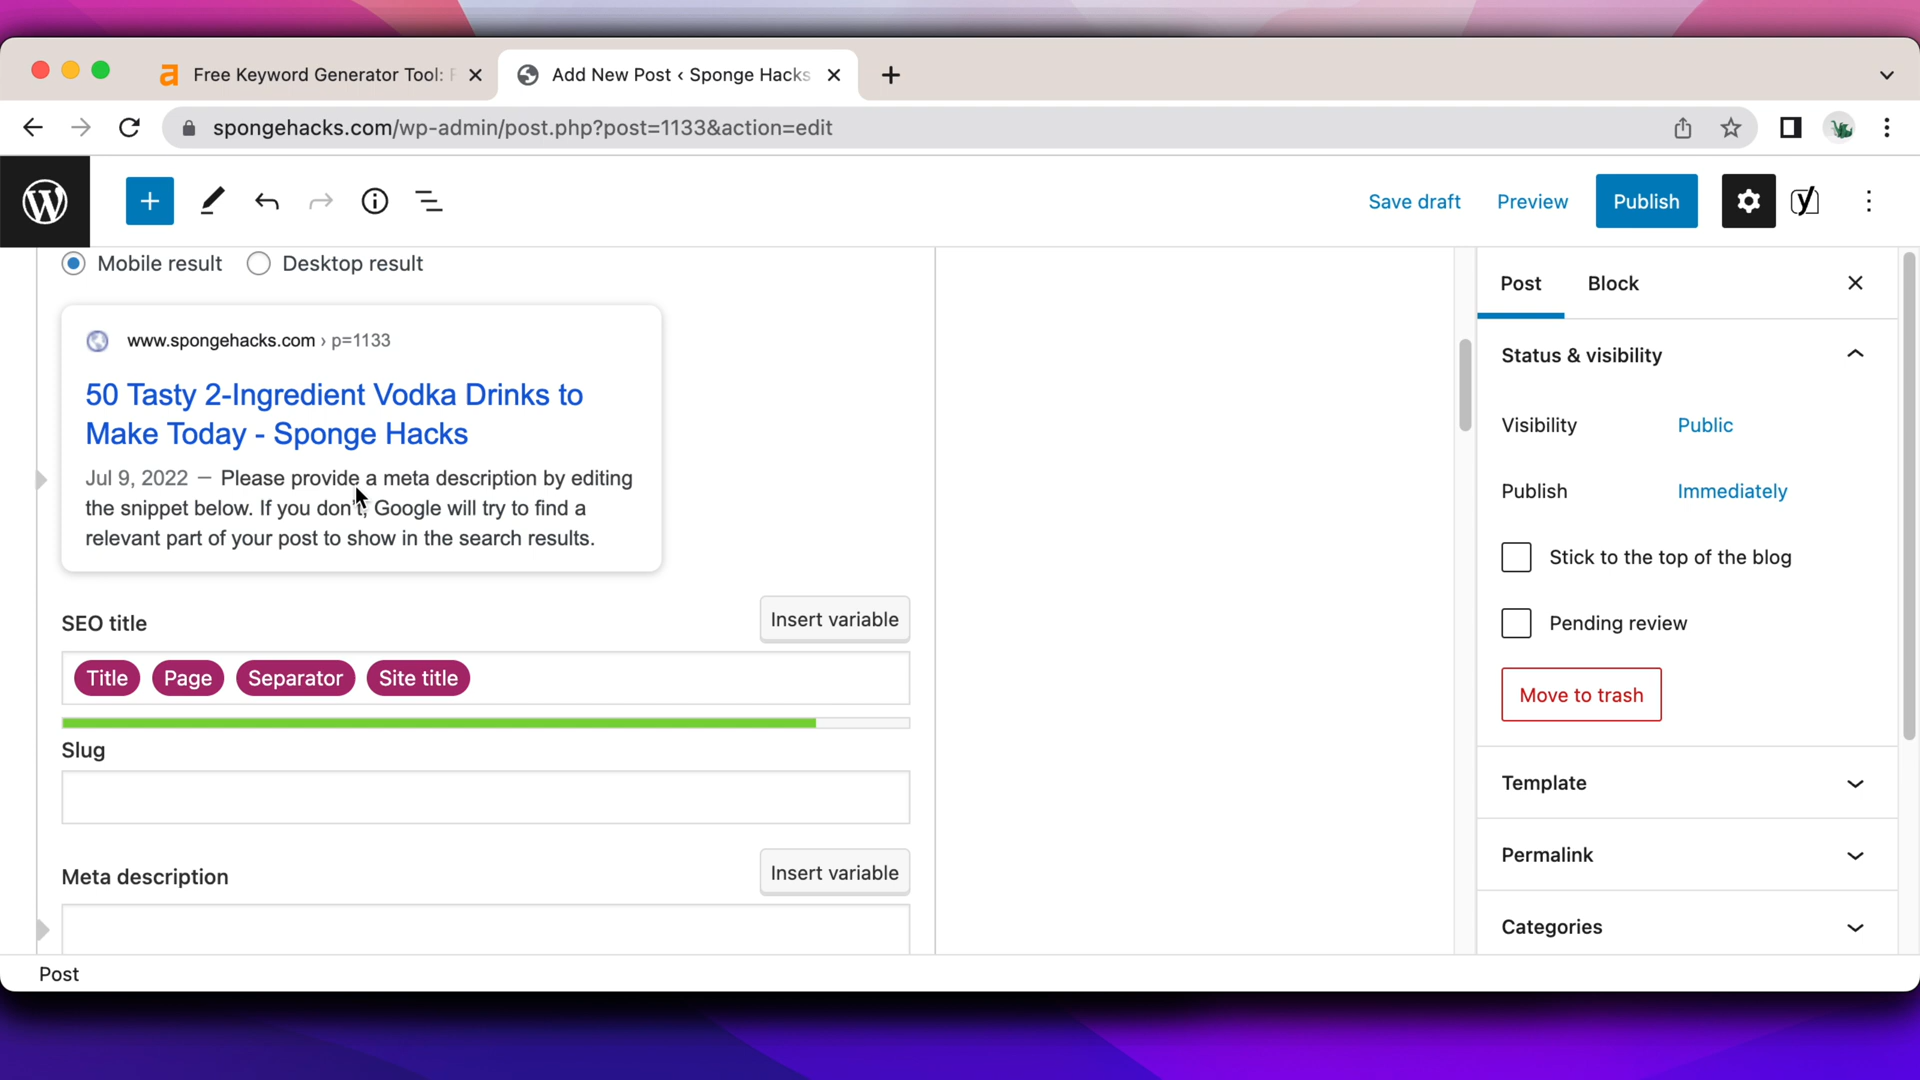 Free Keyword Generator Tool: F
Add New Post ‹ Sponge Hacks
spongehacks.com/wp-admin/post.php?post=1133&action=edit
Save draft
Preview
Publish
Mobile result
Desktop result
www.spongehacks.com › p=1133
50 Tasty 2-Ingredient Vodka Drinks to
Make Today - Sponge Hacks
Jul 9, 2022 – Please provide a meta description by editing
the snippet below. If you don't, Google will try to find a
relevant part of your post to show in the search results.
SEO title
Insert variable
Title
Page
Separator
Site title
Slug
Meta description
Insert variable
Post
Post
Block
Status & visibility
Visibility
Public
Publish
Immediately
Stick to the top of the blog
Pending review
Move to trash
Template
Permalink
Categories